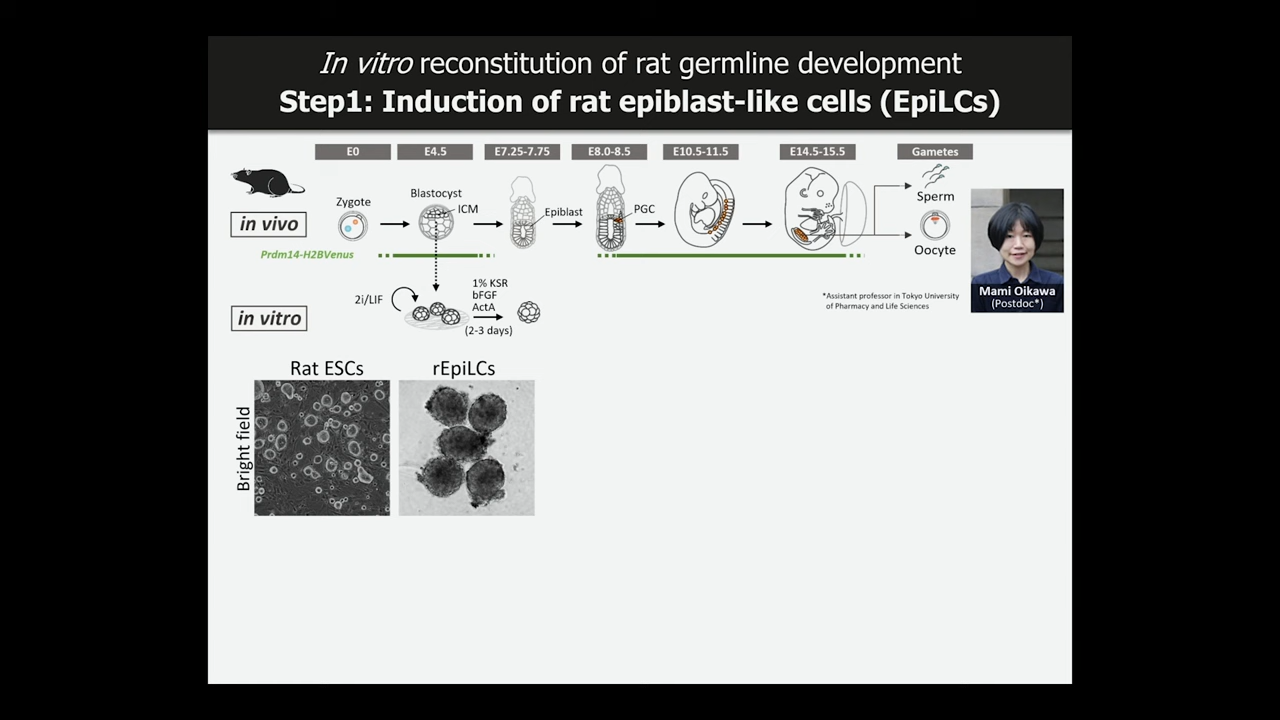 In vitro reconstitution of rat germline development
Step1: Induction of rat epiblast-like cells (EpiLCs)
E0
E4.5
E7.25-7.75
E8.0-8.5
E10.5-11.5
E14.5-15.5
Gametes
Zygote
Blastocyst
ICM
Epiblast
PGC
Sperm
Oocyte
in vivo
Prdm14-H2BVenus
Mami Oikawa
(Postdoc*)
*Assistant professor in Tokyo University
of Pharmacy and Life Sciences
in vitro
2i/LIF
1% KSR
bFGF
ActA
(2-3 days)
Rat ESCs
rEpiLCs
Bright field